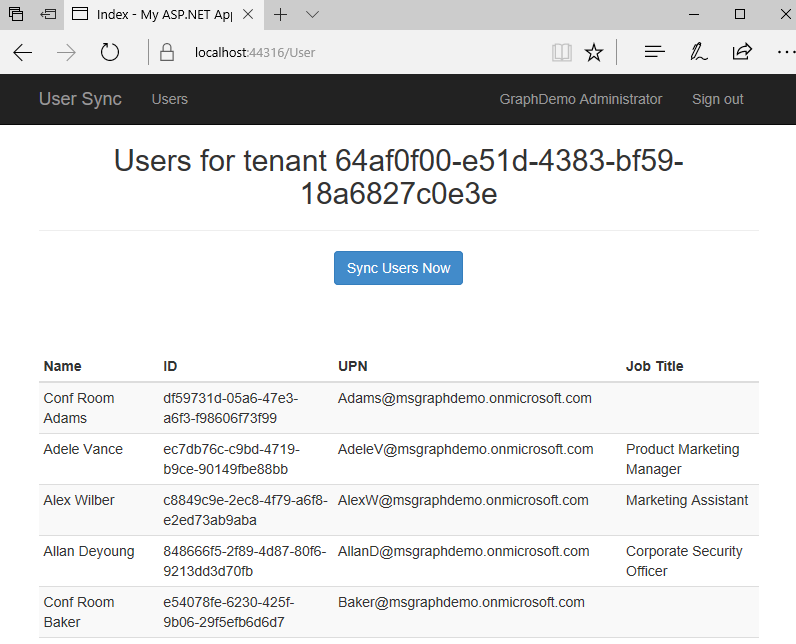 Index - My ASP.NET App
localhost:44316/User
User Sync Users GraphDemo Administrator Sign out
Users for tenant 64af0f00-e51d-4383-bf59-
18a6827c0e3e
Sync Users Now
Name ID UPN Job Title
Conf Room df59731d-05a6-47e3- Adams@msgraphdemo.onmicrosoft.com
Adams a6f3-f98606f73f99
Adele Vance ec7db76c-c9bd-4719- AdeleV@msgraphdemo.onmicrosoft.com Product Marketing
b9ce-90149fbe88bb Manager
Alex Wilber c8849c9e-2ec8-4f79-a6f8- AlexW@msgraphdemo.onmicrosoft.com Marketing Assistant
e2ed73ab9aba
Allan Deyoung 848666f5-2f89-4d87-80f6- AllanD@msgraphdemo.onmicrosoft.com Corporate Security
9213dd3d70fb Officer
Conf Room e54078fe-6230-425f- Baker@msgraphdemo.onmicrosoft.com
Baker 9b06-29f5efb6d6d7